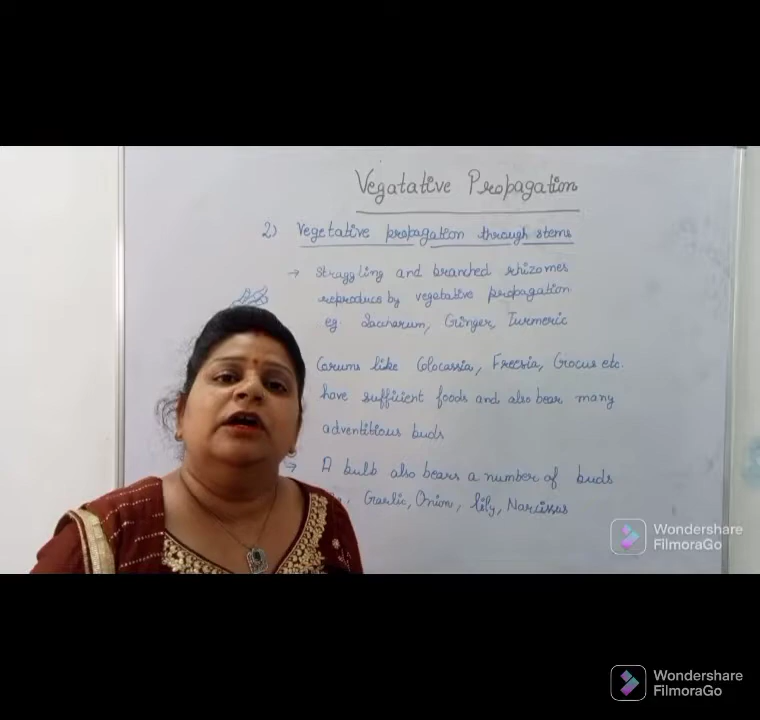 Vegatative Propagation
2) Vegetative propagation through stems
→ Straggling and branched rhizomes
reproduce by vegatative propagation
eg Saccharum, Ginger, Turmeric
Corums like Colocassia, Freesia, Crocus etc.
have sufficient foods and also bear many
adventitious buds
→ A bulb also bears a number of buds
Garlic, Onion, lily, Narcissus
Wondershare
FilmoraGo
Wondershare
FilmoraGo